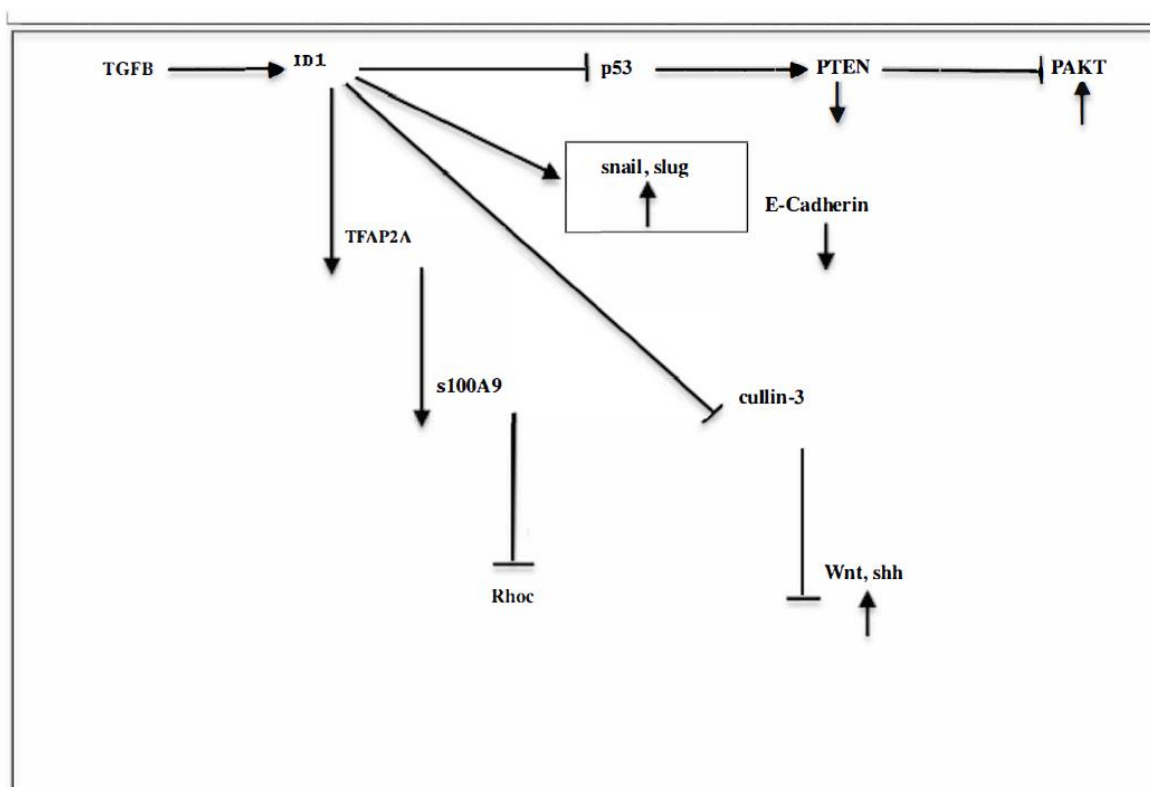 TGFB
ID1
p53
PTEN
PAKT
snail, slug
E-Cadherin
TFAP2A
s100A9
cullin-3
Rhoc
Wnt, shh